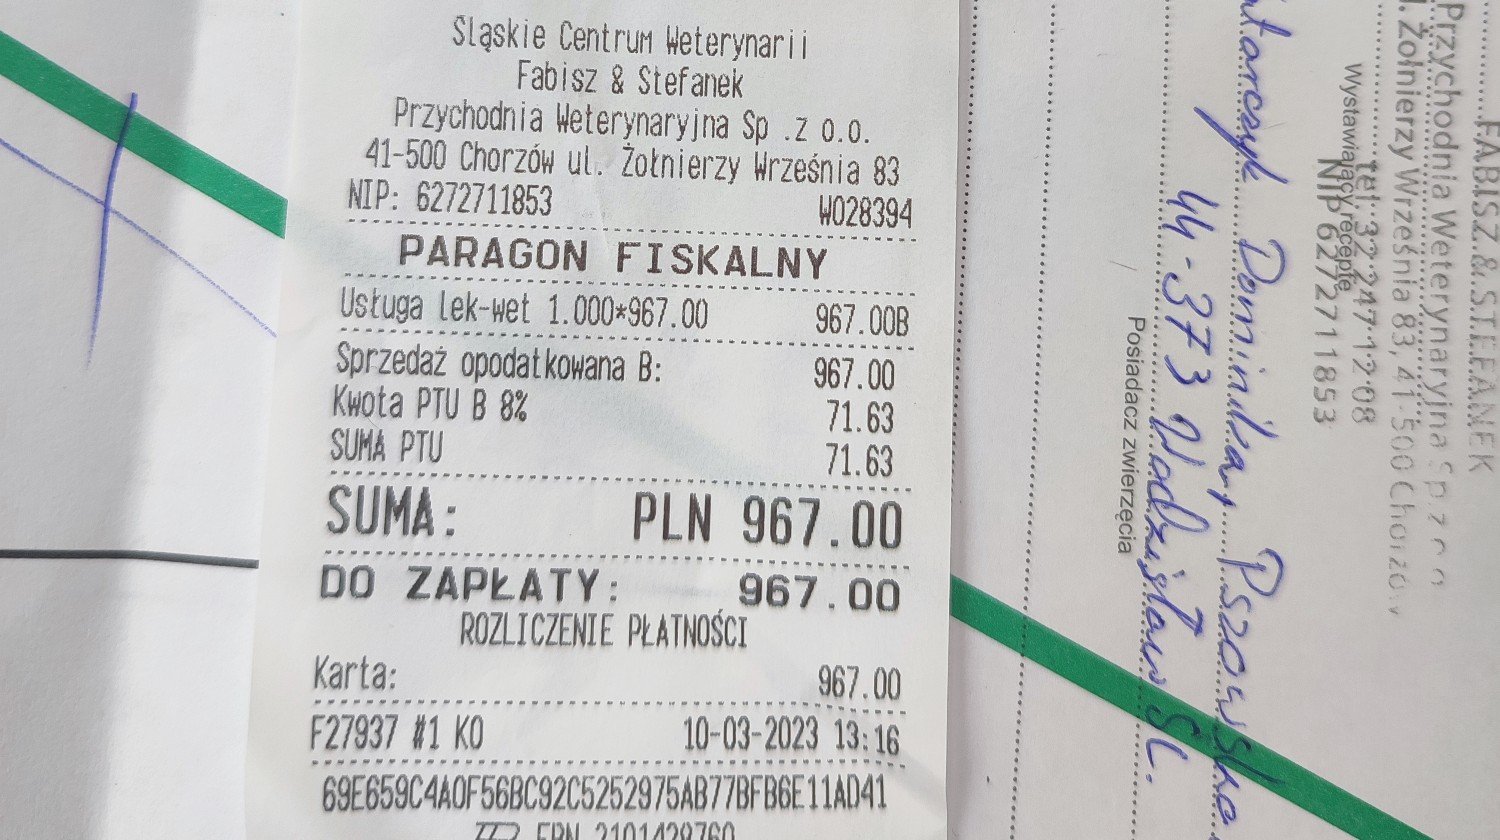 Śląskie Centrum Weterynarii
Fabisz & Stefanek
Przychodnia Weterynaryjna Sp .z o.o.
41-500 Chorzów ul. Żołnierzy Września 83
NIP: 6272711853 W028394
PARAGON FISKALNY
Usługa lek-wet 1.000*967.00 967.00B
Sprzedaż opodatkowana B: 967.00
Kwota PTU B 8% 71.63
SUMA PTU 71.63
SUMA: PLN 967.00
DO ZAPŁATY: 967.00
ROZLICZENIE PŁATNOŚCI
Karta: 967.00
F27937 #1 KO 10-03-2023 13:16
69E659C4A0F56BC92C5252975AB77BFB6E11AD41
FABISZ & STEFANEK
Przychodnia Weterynaryjna Sp. z o.o.
Żołnierzy Września 83, 41-500 Chorzów
tel. 32 247 12 08
NIP 6272711853
Wystawiający receptę
Dominika, Pszowska
44-373 Wodzisław Śl.
Posiadacz zwierzęcia